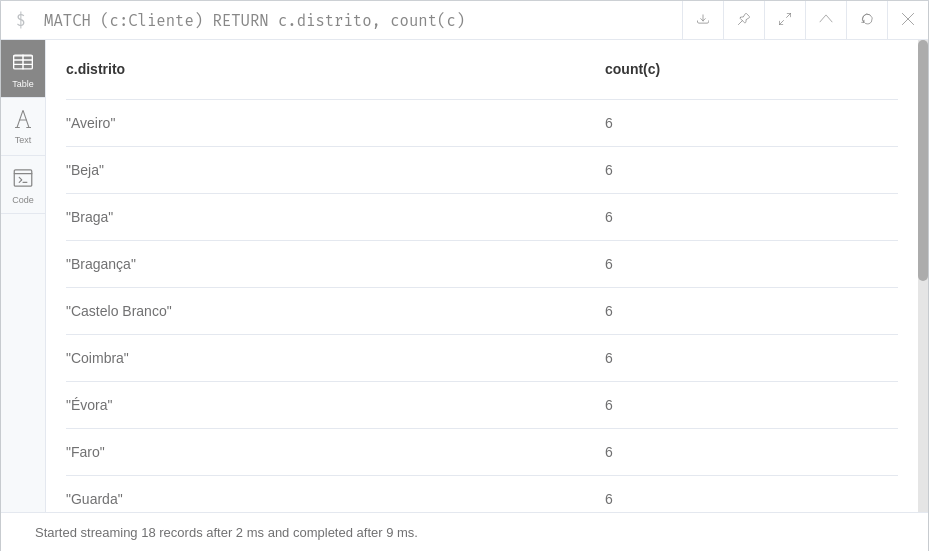 $ MATCH (c:Cliente) RETURN c.distrito, count(c)
Table
Text
Code
c.distrito count(c)
"Aveiro" 6
"Beja" 6
"Braga" 6
"Bragança" 6
"Castelo Branco" 6
"Coimbra" 6
"Évora" 6
"Faro" 6
"Guarda" 6
Started streaming 18 records after 2 ms and completed after 9 ms.